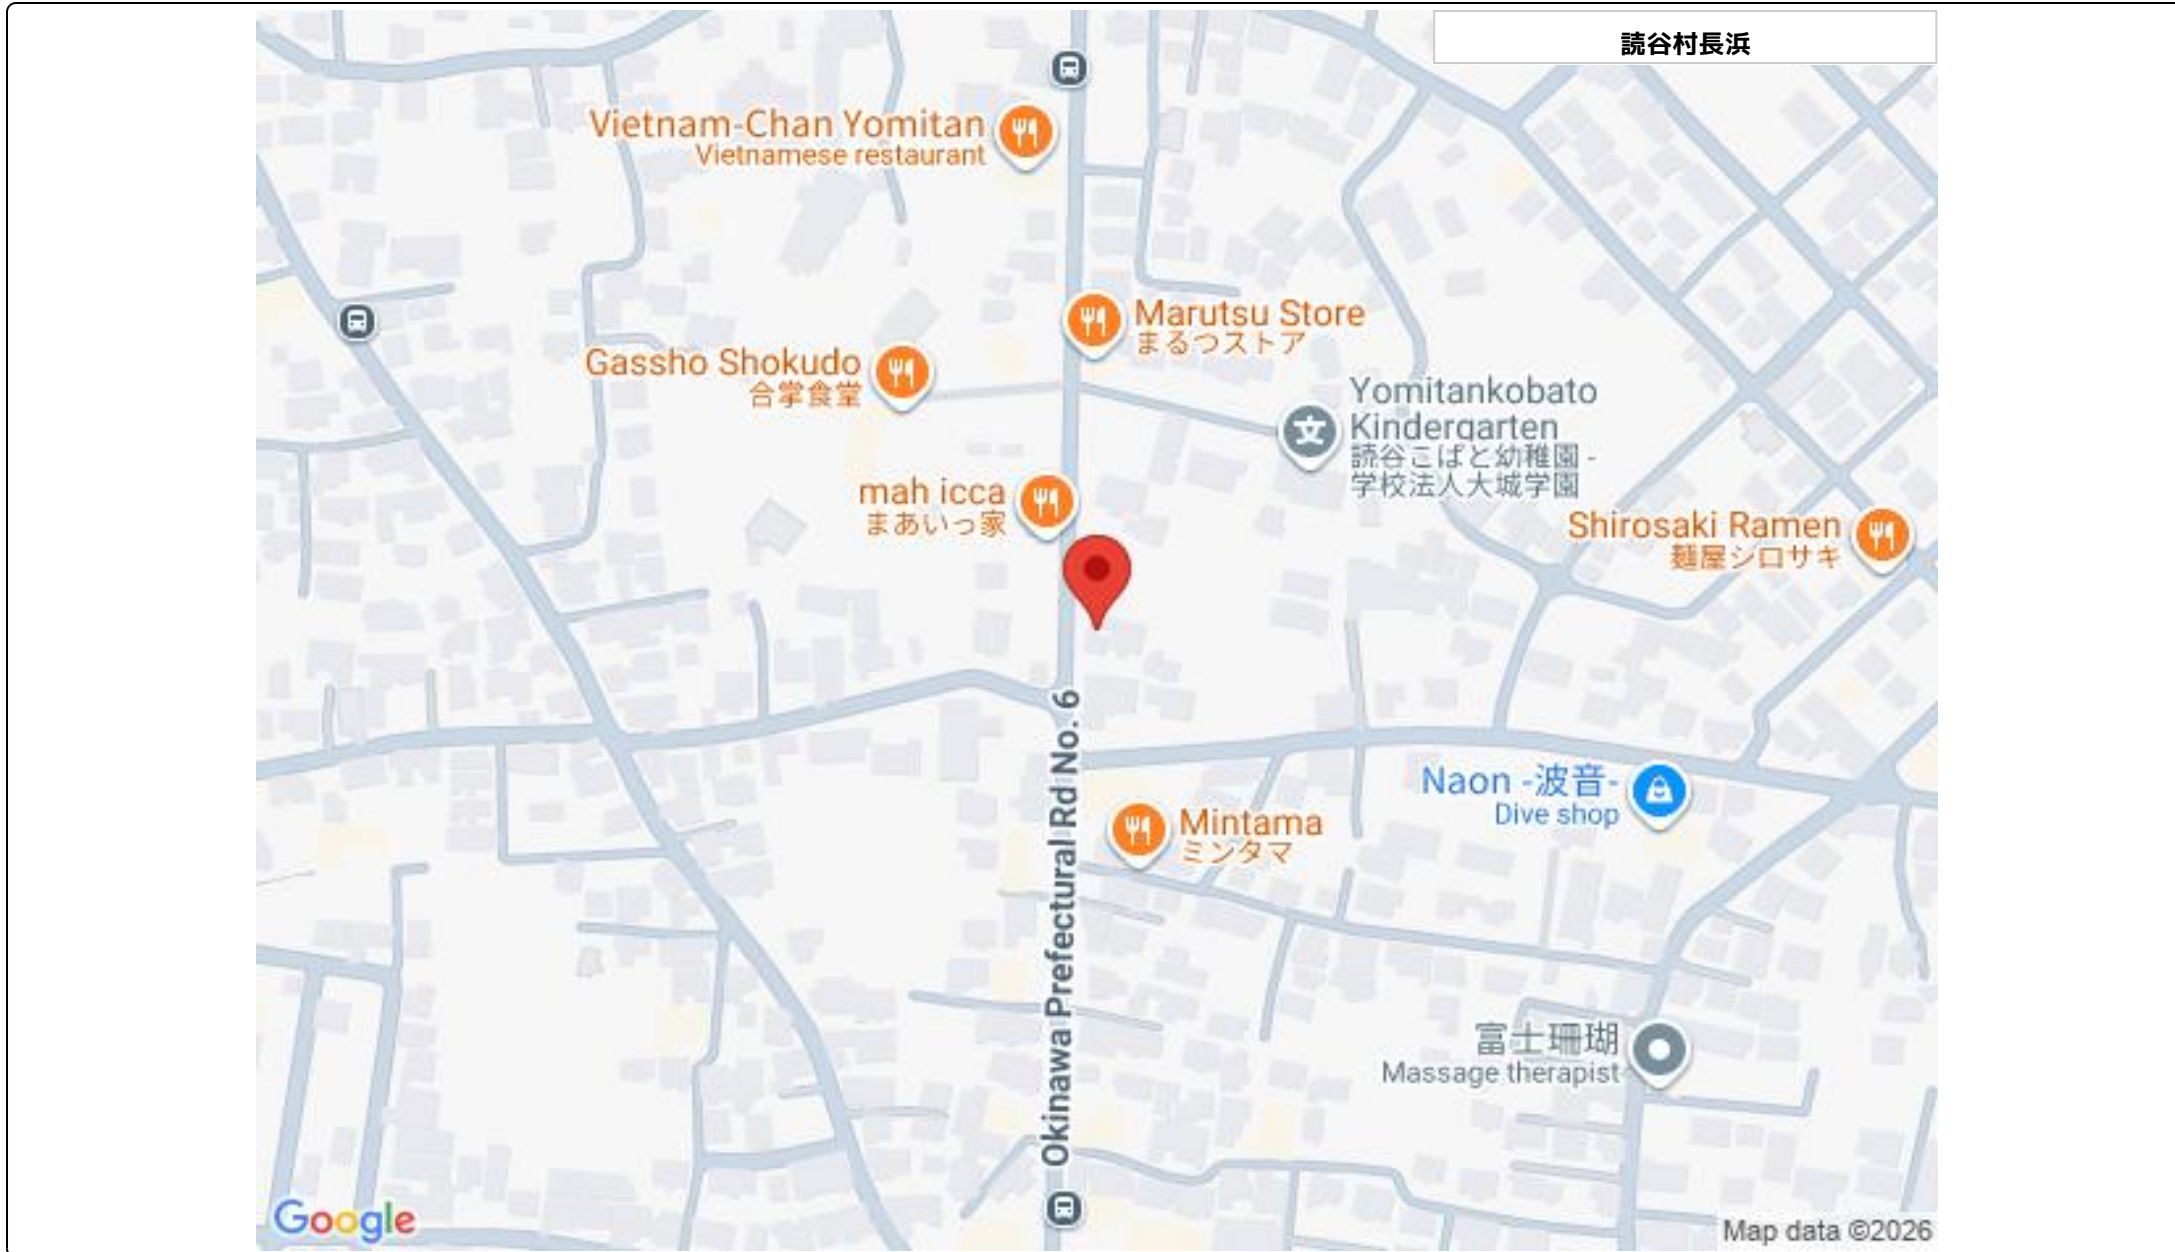 読谷村長浜
Vietnam-Chan Yomitan
Vietnamese restaurant
Marutsu Store
まるつストア
Gassho Shokudo
合掌食堂
Yomitankobato
Kindergarten
読谷こばと幼稚園 -
学校法人大城学園
mah icca
まあいっ家
Shirosaki Ramen
麺屋シロサキ
Okinawa Prefectural Rd No. 6
Naon -波音-
Dive shop
Mintama
ミンタマ
富士珊瑚
Massage therapist
Google
Map data ©2026